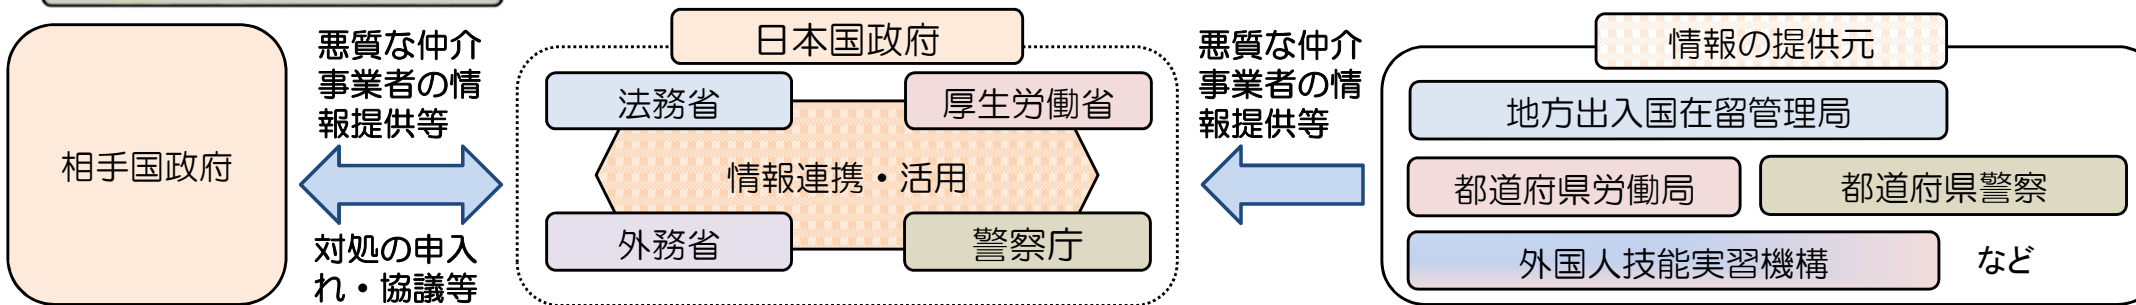 相手国政府
悪質な仲介
事業者の情
報提供等
対処の申入
れ・協議等
日本国政府
法務省
厚生労働省
情報連携・活用
外務省
警察庁
悪質な仲介
事業者の情
報提供等
情報の提供元
地方出入国在留管理局
都道府県労働局
都道府県警察
外国人技能実習機構
など